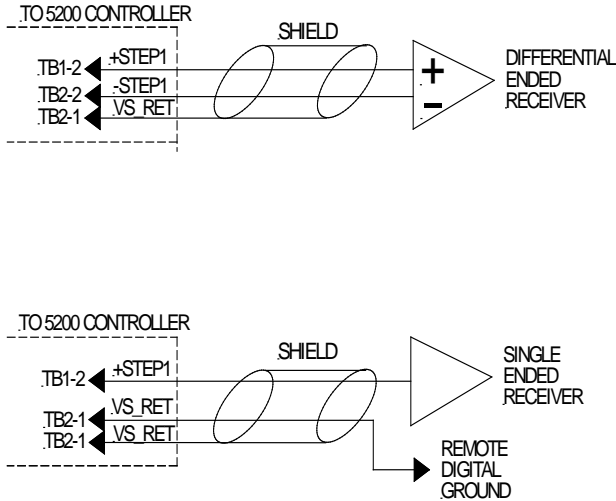 .TO 5200 CONTROLLER
.SHIELD
.TB1-2 .+STEP1
.TB2-2 .-STEP1
.TB2-1 .VS_RET
+
-
DIFFERENTIAL
ENDED
.RECEIVER
.TO 5200 CONTROLLER
.SHIELD
.TB1-2 .+STEP1
.TB2-1 .VS_RET
.TB2-1 .VS_RET
SINGLE
ENDED
.RECEIVER
REMOTE
DIGITAL
.GROUND